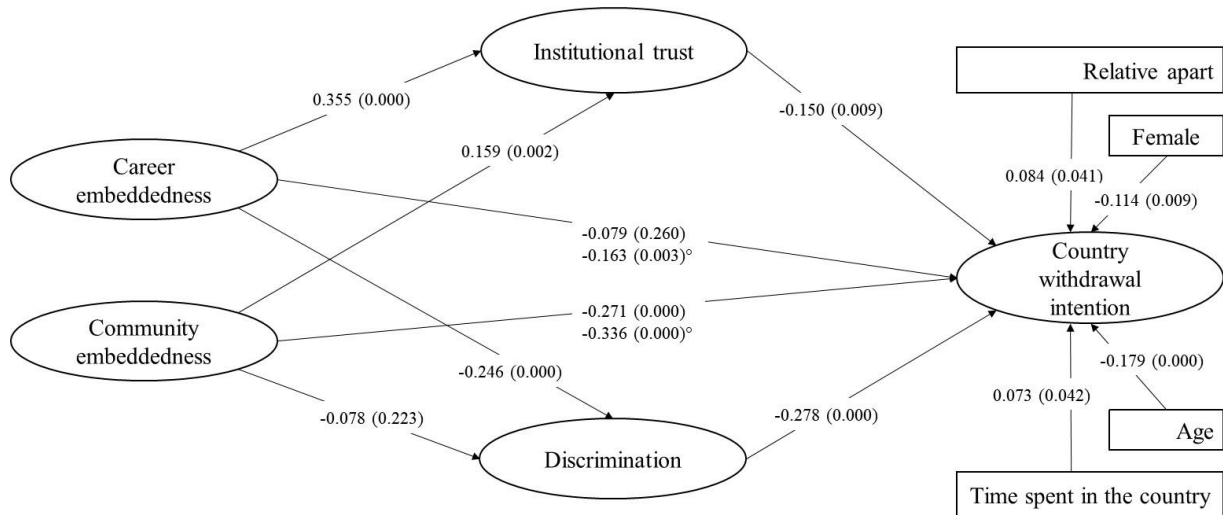 Institutional trust
Relative apart
0.355 (0.000)
-0.150 (0.009)
Female
0.159 (0.002)
Career
embeddedness
0.084 (0.041)
-0.114 (0.009)
-0.079 (0.260)
-0.163 (0.003)°
Country
withdrawal
intention
Community
embeddedness
-0.271 (0.000)
-0.336 (0.000)°
-0.246 (0.000)
-0.179 (0.000)
0.073 (0.042)
-0.078 (0.223)
-0.278 (0.000)
Age
Discrimination
Time spent in the country